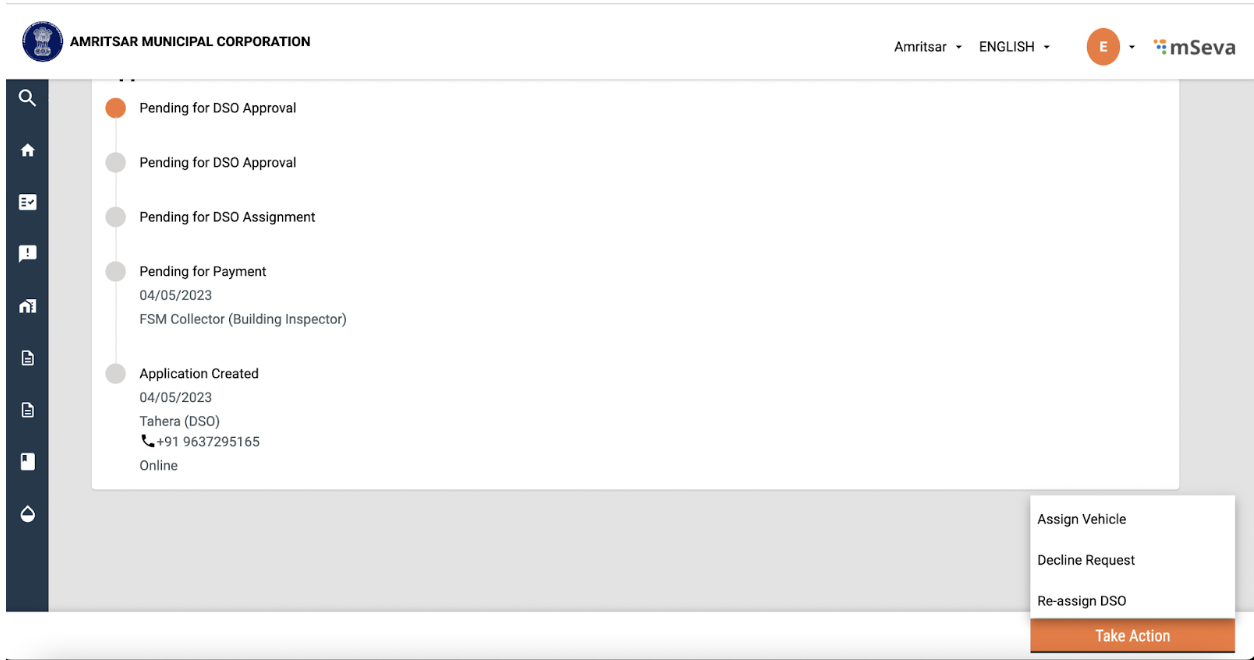 AMRITSAR MUNICIPAL CORPORATION
Amritsar
ENGLISH
E
mSeva
Pending for DSO Approval
Pending for DSO Approval
Pending for DSO Assignment
Pending for Payment
04/05/2023
FSM Collector (Building Inspector)
Application Created
04/05/2023
Tahera (DSO)
+91 9637295165
Online
Assign Vehicle
Decline Request
Re-assign DSO
Take Action